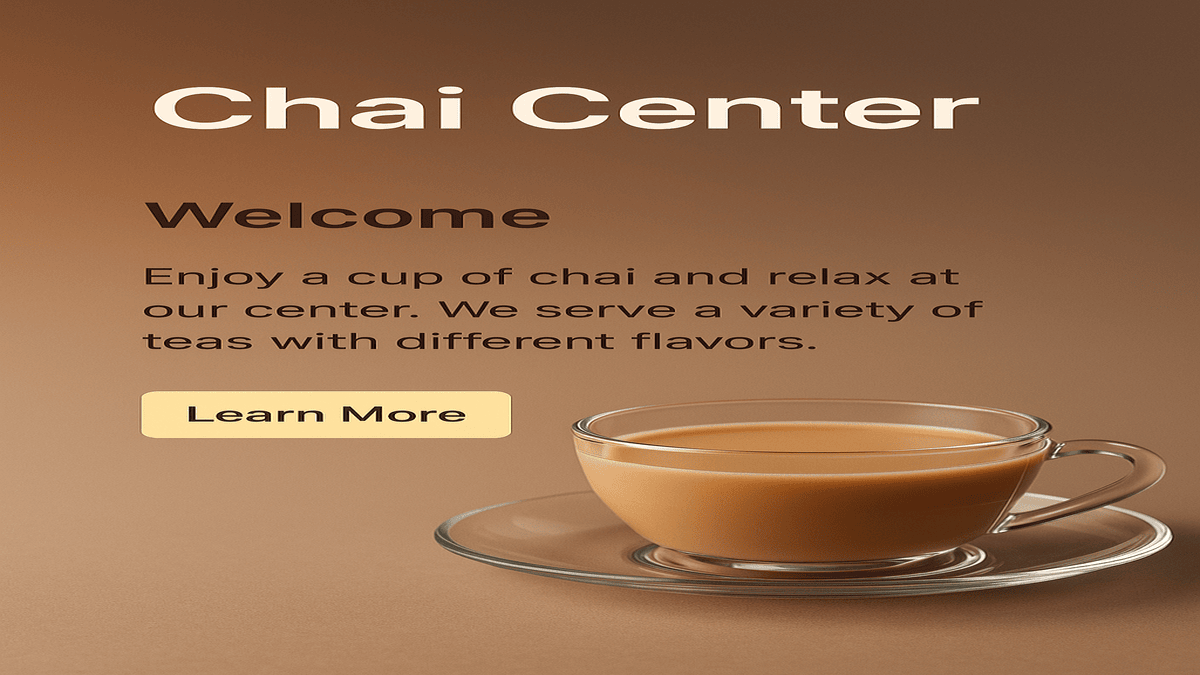 Chai Center
Welcome
Enjoy a cup of chai and relax at
our center. We serve a variety of
teas with different flavors.
Learn More